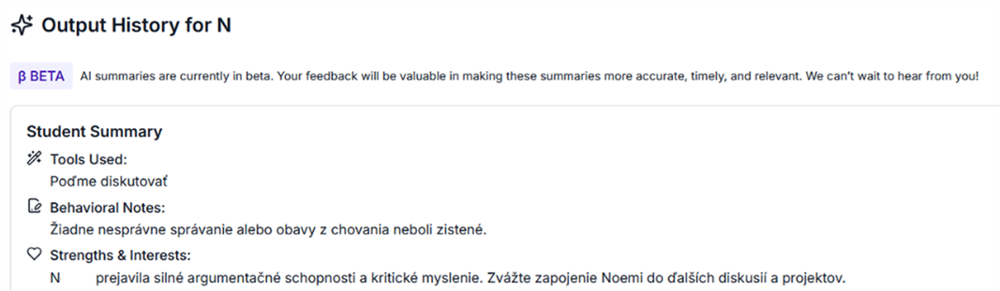 Output History for N
β BETA AI summaries are currently in beta. Your feedback will be valuable in making these summaries more accurate, timely, and relevant. We can't wait to hear from you!
Student Summary
Tools Used:
Poďme diskutovať
Behavioral Notes:
Žiadne nesprávne správanie alebo obavy z chovania neboli zistené.
Strengths & Interests:
N prejavila silné argumentačné schopnosti a kritické myslenie. Zvážte zapojenie Noemi do ďalších diskusií a projektov.